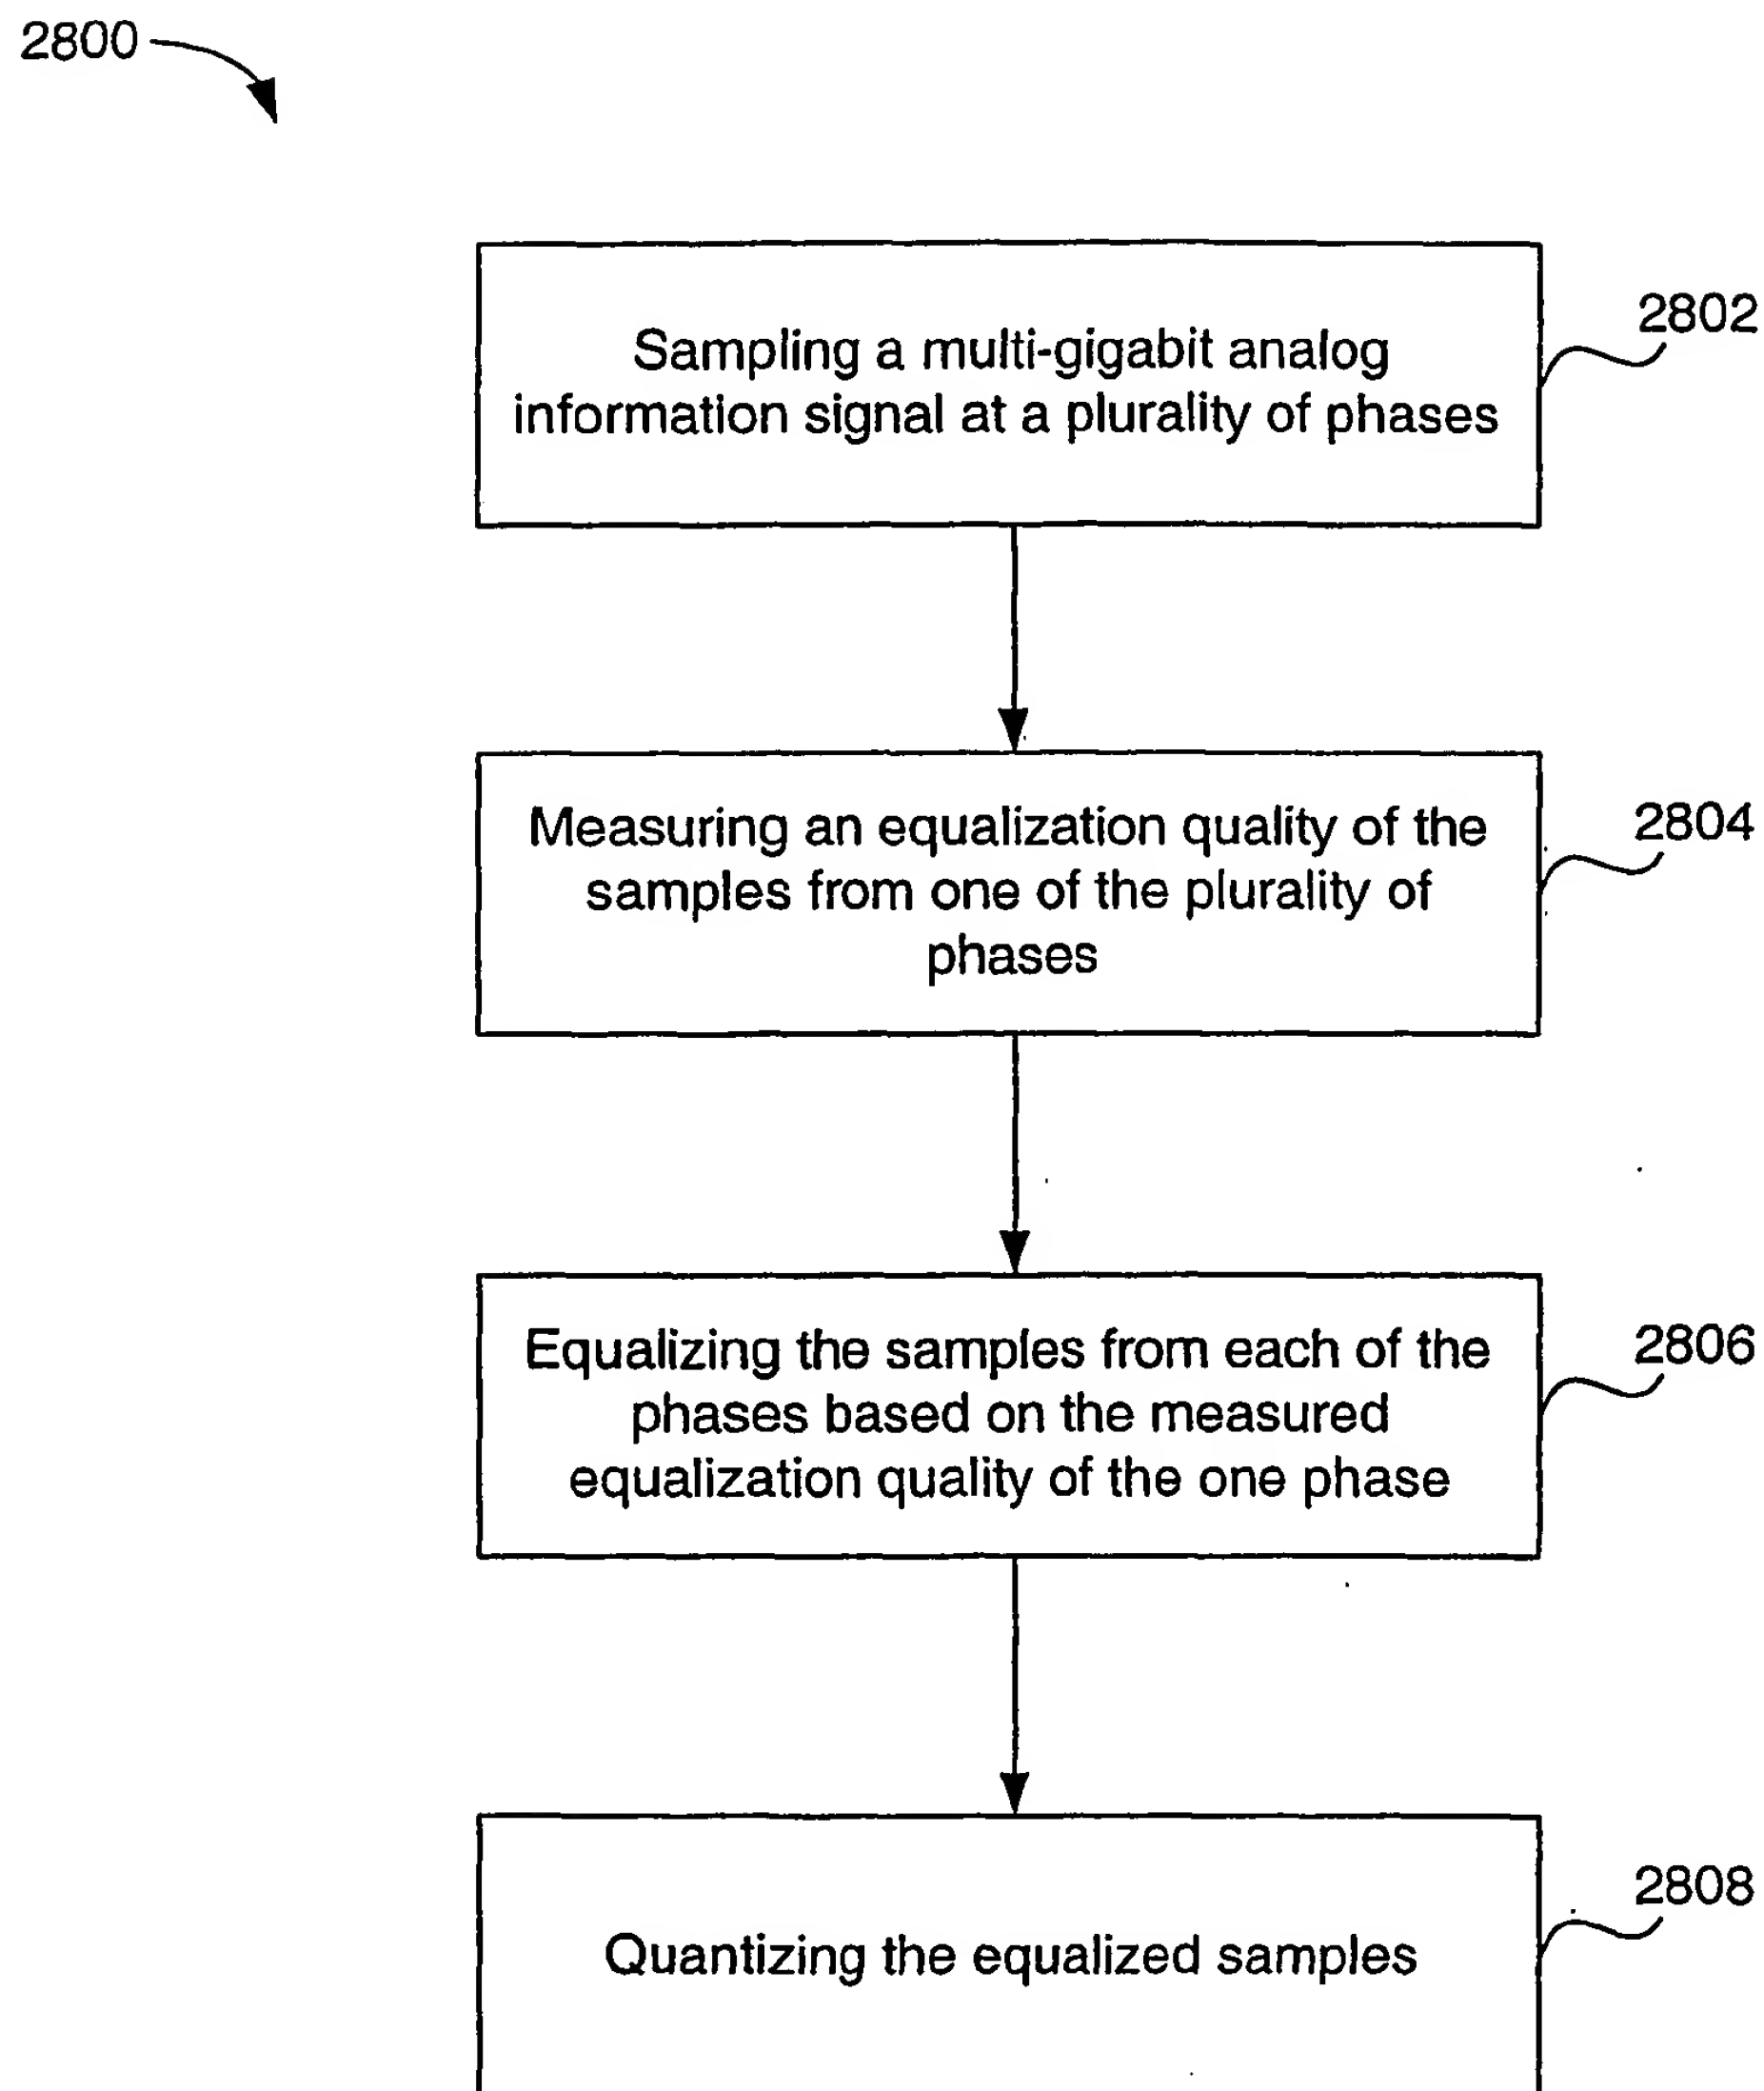 2800
Sampling a multi-gigabit analog
information signal at a plurality of phases
2802
Measuring an equalization quality of the
samples from one of the plurality of
phases
2804
Equalizing the samples from each of the
phases based on the measured
equalization quality of the one phase
2806
Quantizing the equalized samples
2808